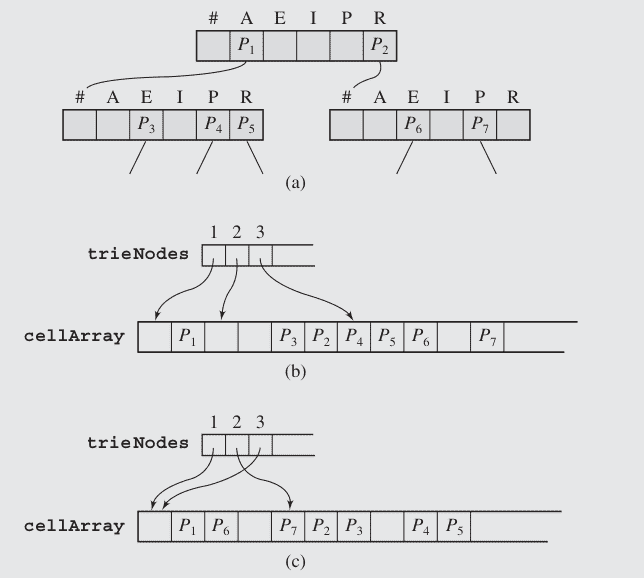 # A E I P R
P1 P2
# A E I P R # A E I P R
P3 P4 P5 P6 P7
(a)
1 2 3
trieNodes
cellArray P1 P3 P2 P4 P5 P6 P7
(b)
1 2 3
trieNodes
cellArray P1 P6 P7 P2 P3 P4 P5
(c)